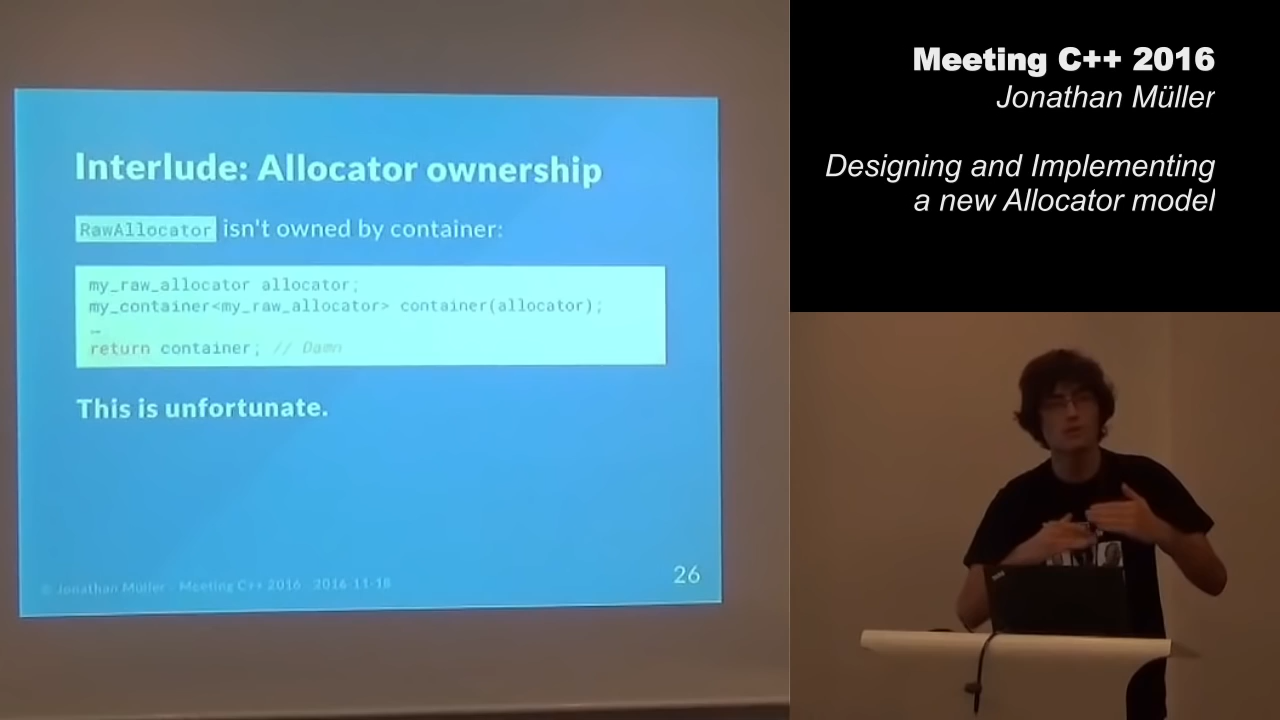 Meeting C++ 2016
Jonathan Müller
Designing and Implementing
a new Allocator model
Interlude: Allocator ownership
RawAllocator isn't owned by container:
my_raw_allocator allocator;
my_container<my_raw_allocator> container(allocator);
…
return container; // Damn
This is unfortunate.
© Jonathan Müller - Meeting C++ 2016 - 2016-11-18
26